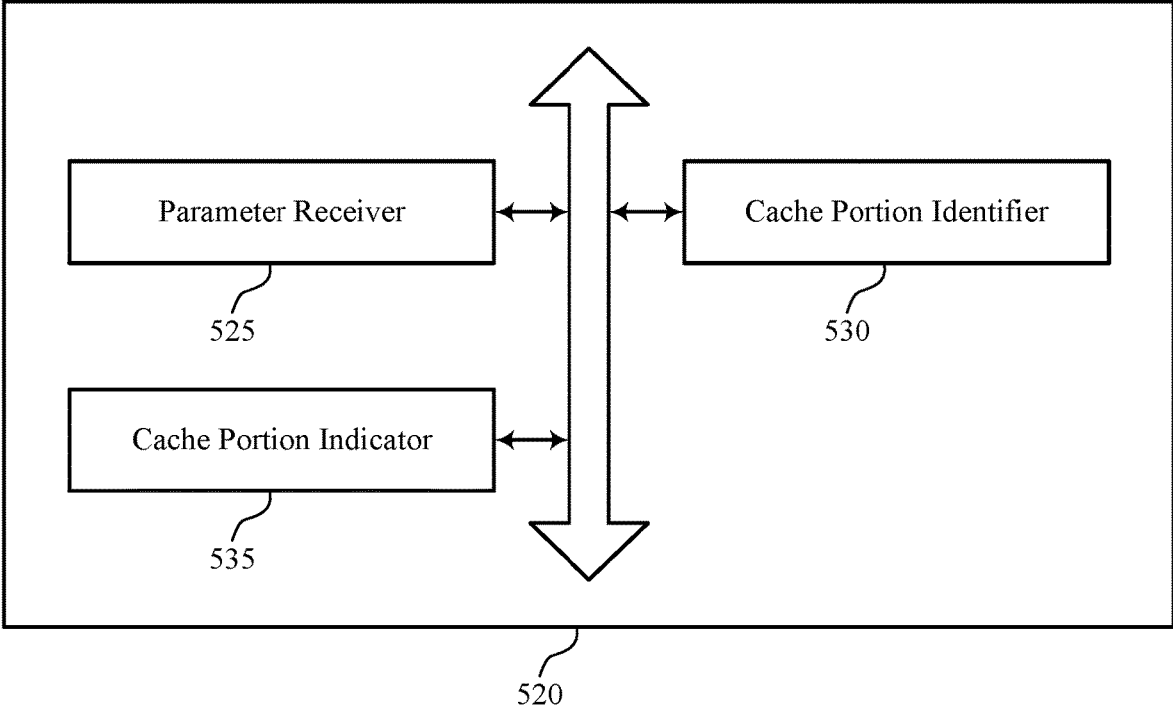 Parameter Receiver
Cache Portion Identifier
525
530
Cache Portion Indicator
535
520